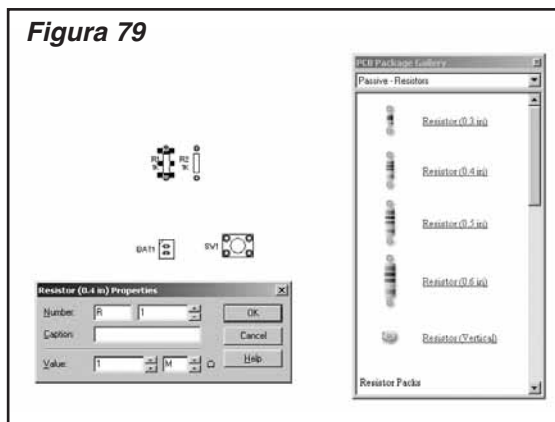 Figura 79
PCB Package Gallery
Passive - Resistors
Resistor (0.3 in)
Resistor (0.4 in)
Resistor (0.5 in)
Resistor (0.6 in)
Resistor (Vertical)
Resistor Packs
R1
1K
R2
1K
BAT1
SW1
Resistor (0.4 in) Properties
Number: R 1
OK
Caption:
Cancel
Value: 1 M Ω
Help